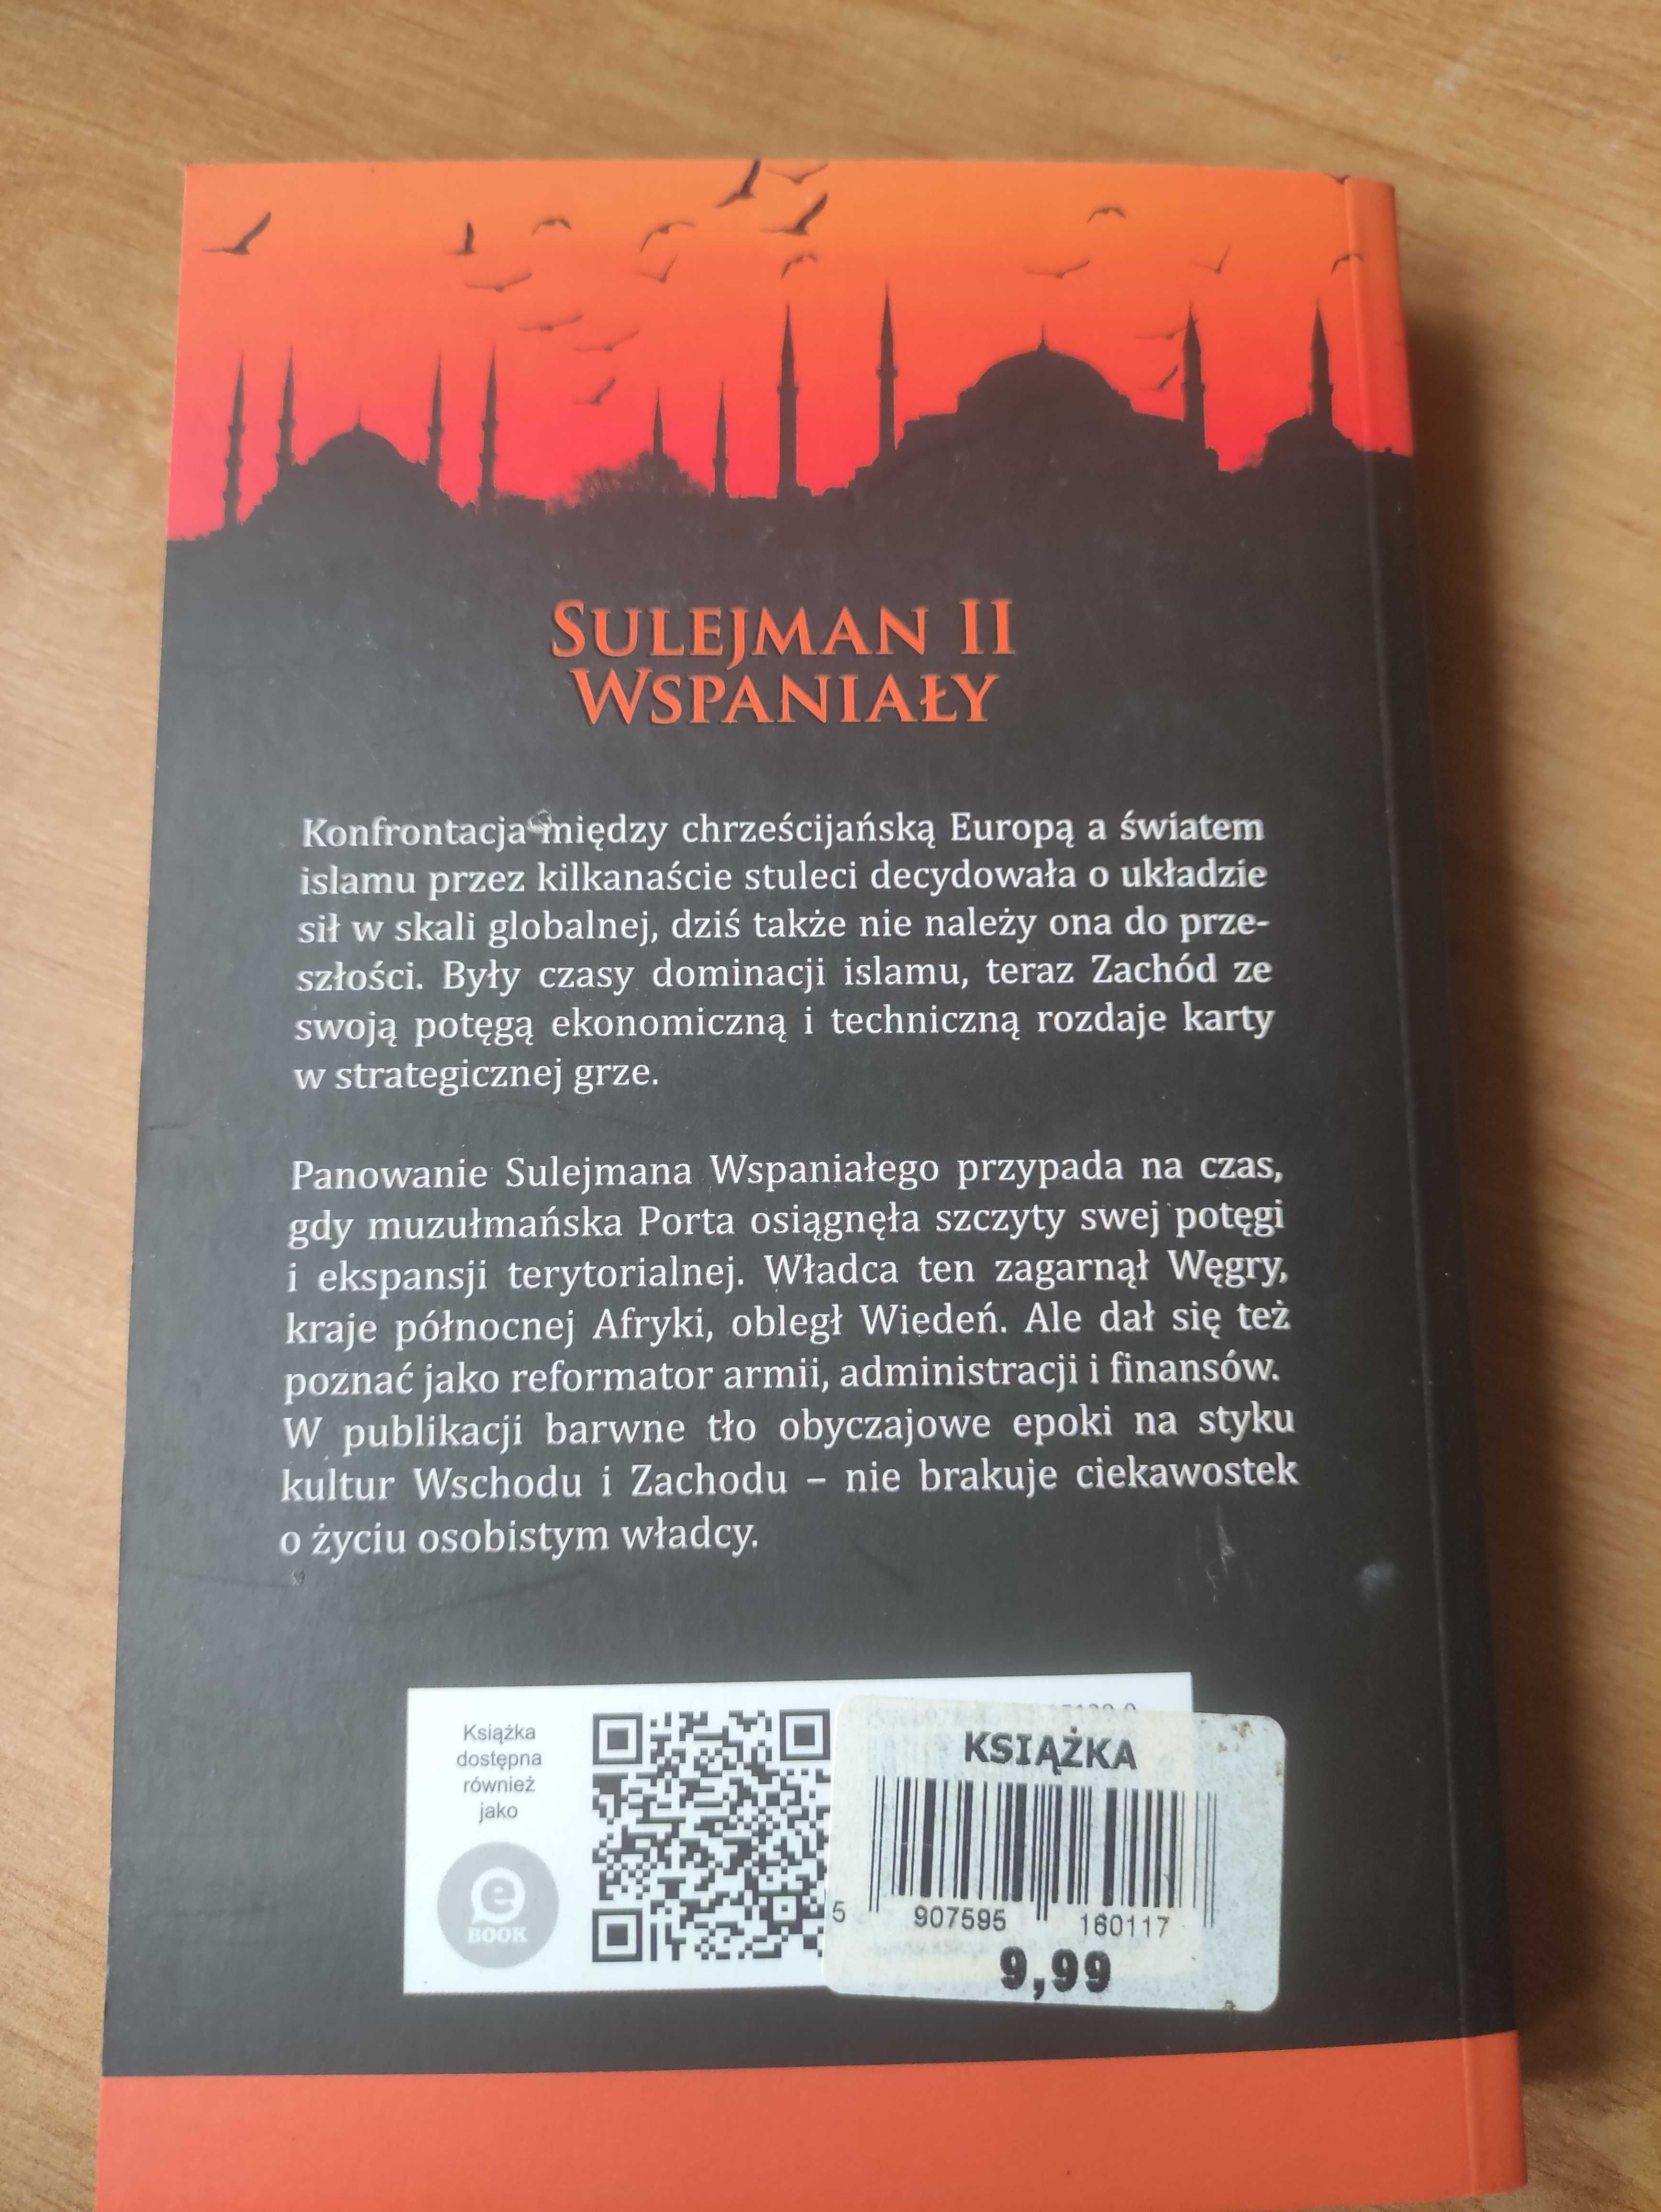 SULEJMAN II
WSPANIAŁY
Konfrontacja między chrześcijańską Europą a światem
islamu przez kilkanaście stuleci decydowała o układzie
sił w skali globalnej, dziś także nie należy ona do prze-
szłości. Były czasy dominacji islamu, teraz Zachód ze
swoją potęgą ekonomiczną i techniczną rozdaje karty
w strategicznej grze.
Panowanie Sulejmana Wspaniałego przypada na czas,
gdy muzułmańska Porta osiągnęła szczyty swej potęgi
i ekspansji terytorialnej. Władca ten zagarnął Węgry,
kraje północnej Afryki, obległ Wiedeń. Ale dał się też
poznać jako reformator armii, administracji i finansów.
W publikacji barwne tło obyczajowe epoki na styku
kultur Wschodu i Zachodu – nie brakuje ciekawostek
o życiu osobistym władcy.
Książka
dostępna
również
jako
e
BOOK
KSIĄŻKA
5 907595 160117
9,99